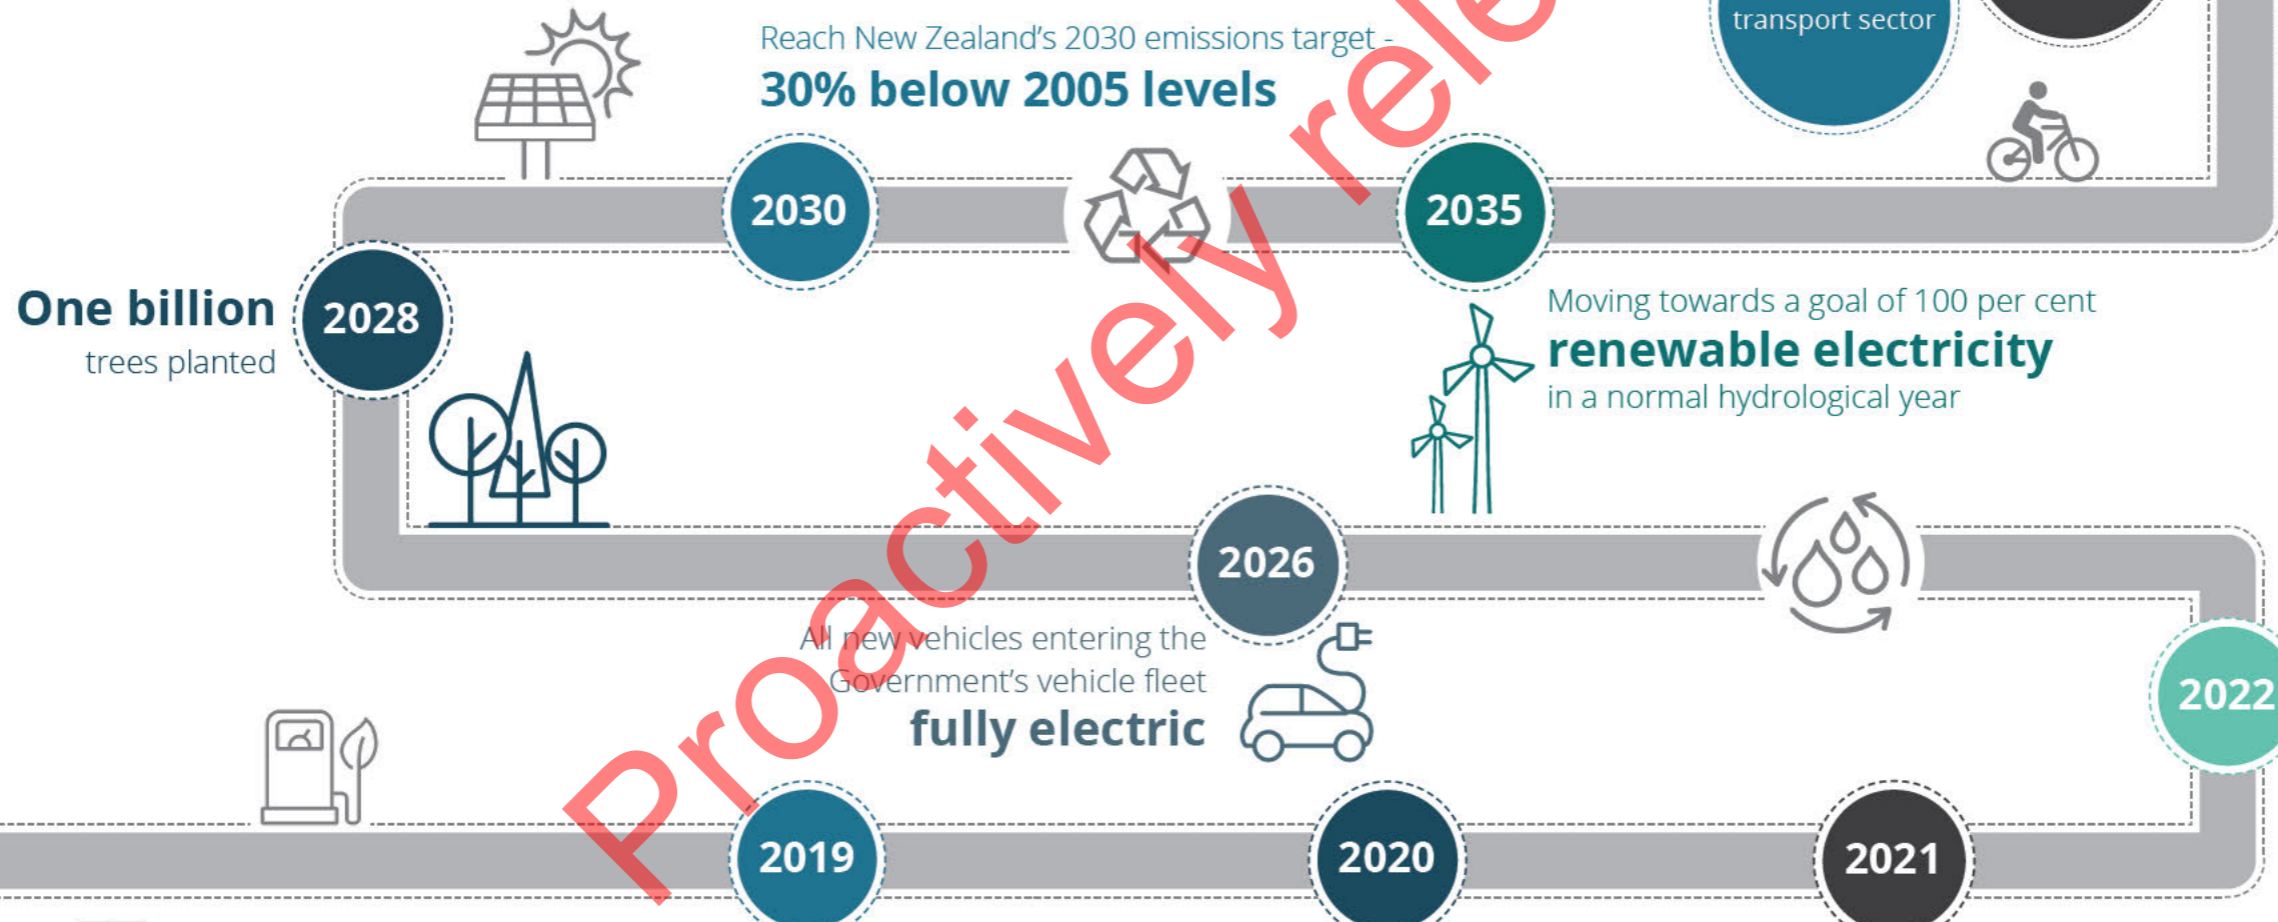 transport sector
Reach New Zealand's 2030 emissions target -
30% below 2005 levels
2030
2035
One billion
trees planted
2028
Moving towards a goal of 100 per cent
renewable electricity
in a normal hydrological year
2026
All new vehicles entering the
Government's vehicle fleet
fully electric
2022
2019
2020
2021
Proactively rele